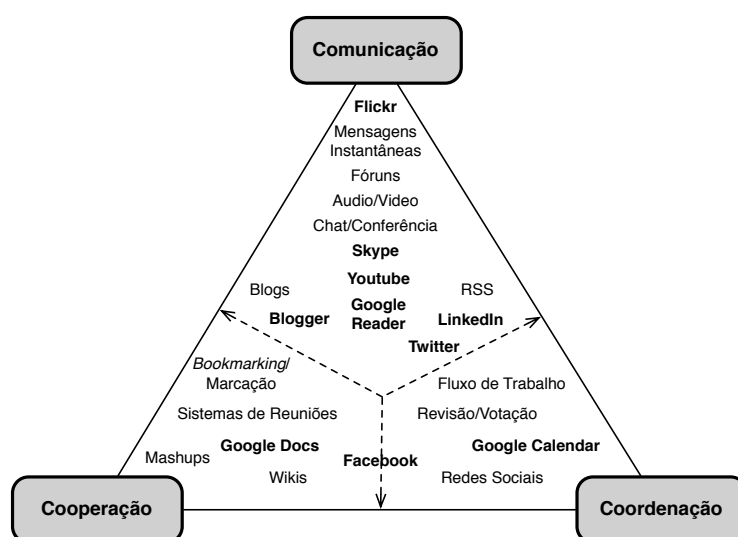 Comunicação
Flickr
Mensagens
Instantâneas
Fóruns
Audio/Video
Chat/Conferência
Skype
Youtube
Blogs
RSS
Google
Reader
Blogger
LinkedIn
Twitter
Bookmarking/
Marcação
Fluxo de Trabalho
Sistemas de Reuniões
Revisão/Votação
Google Docs
Google Calendar
Mashups
Facebook
Wikis
Redes Sociais
Cooperação
Coordenação